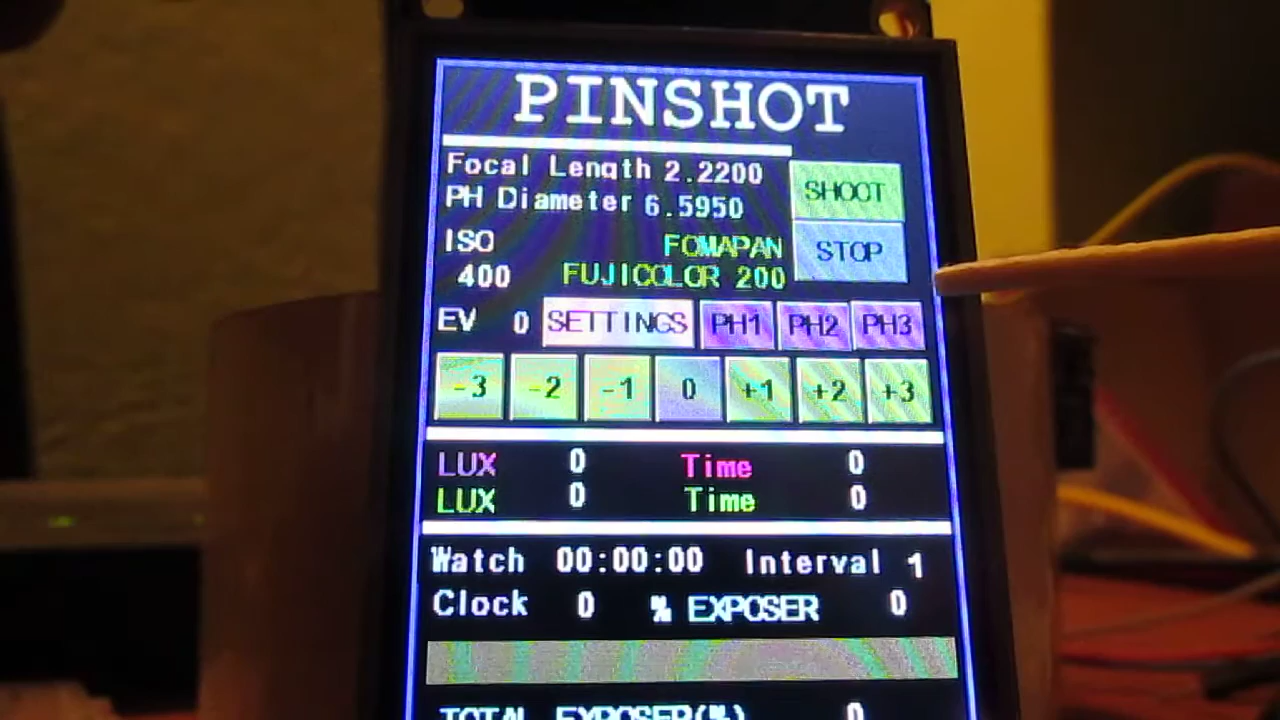 PINSHOT
Focal Length 2.2200
PH Diameter 6.5950
SHOOT
STOP
ISO FOMAPAN
400 FUJICOLOR 200
EV 0 SETTINGS PH1 PH2 PH3
-3 -2 -1 0 +1 +2 +3
LUX 0 Time 0
LUX 0 Time 0
Watch 00:00:00 Interval 1
Clock 0 % EXPOSER 0
TOTAL EXPOSER(%) 0